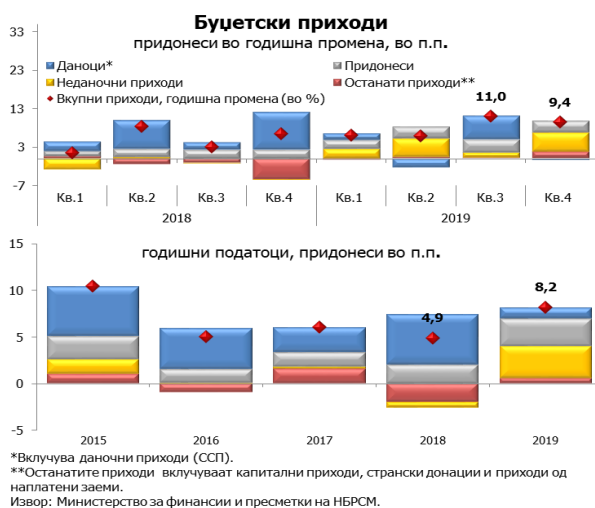 Буџетски приходи
придонеси во годишна промена, во п.п.
33
23
13
3
-7
Даноци*
Придонеси
Неданочни приходи
Останати приходи**
Вкупни приходи, годишна промена (во %)
11,0
9,4
Кв.1 Кв.2 Кв.3 Кв.4 Кв.1 Кв.2 Кв.3 Кв.4
2018 2019
годишни податоци, придонеси во п.п.
15
10
5
0
-5
4,9
8,2
2015 2016 2017 2018 2019
*Вклучува даночни приходи (ССП).
**Останатите приходи вклучуваат капитални приходи, странски донации и приходи од
наплатени заеми.
Извор: Министерство за финансии и пресметки на НБРСМ.